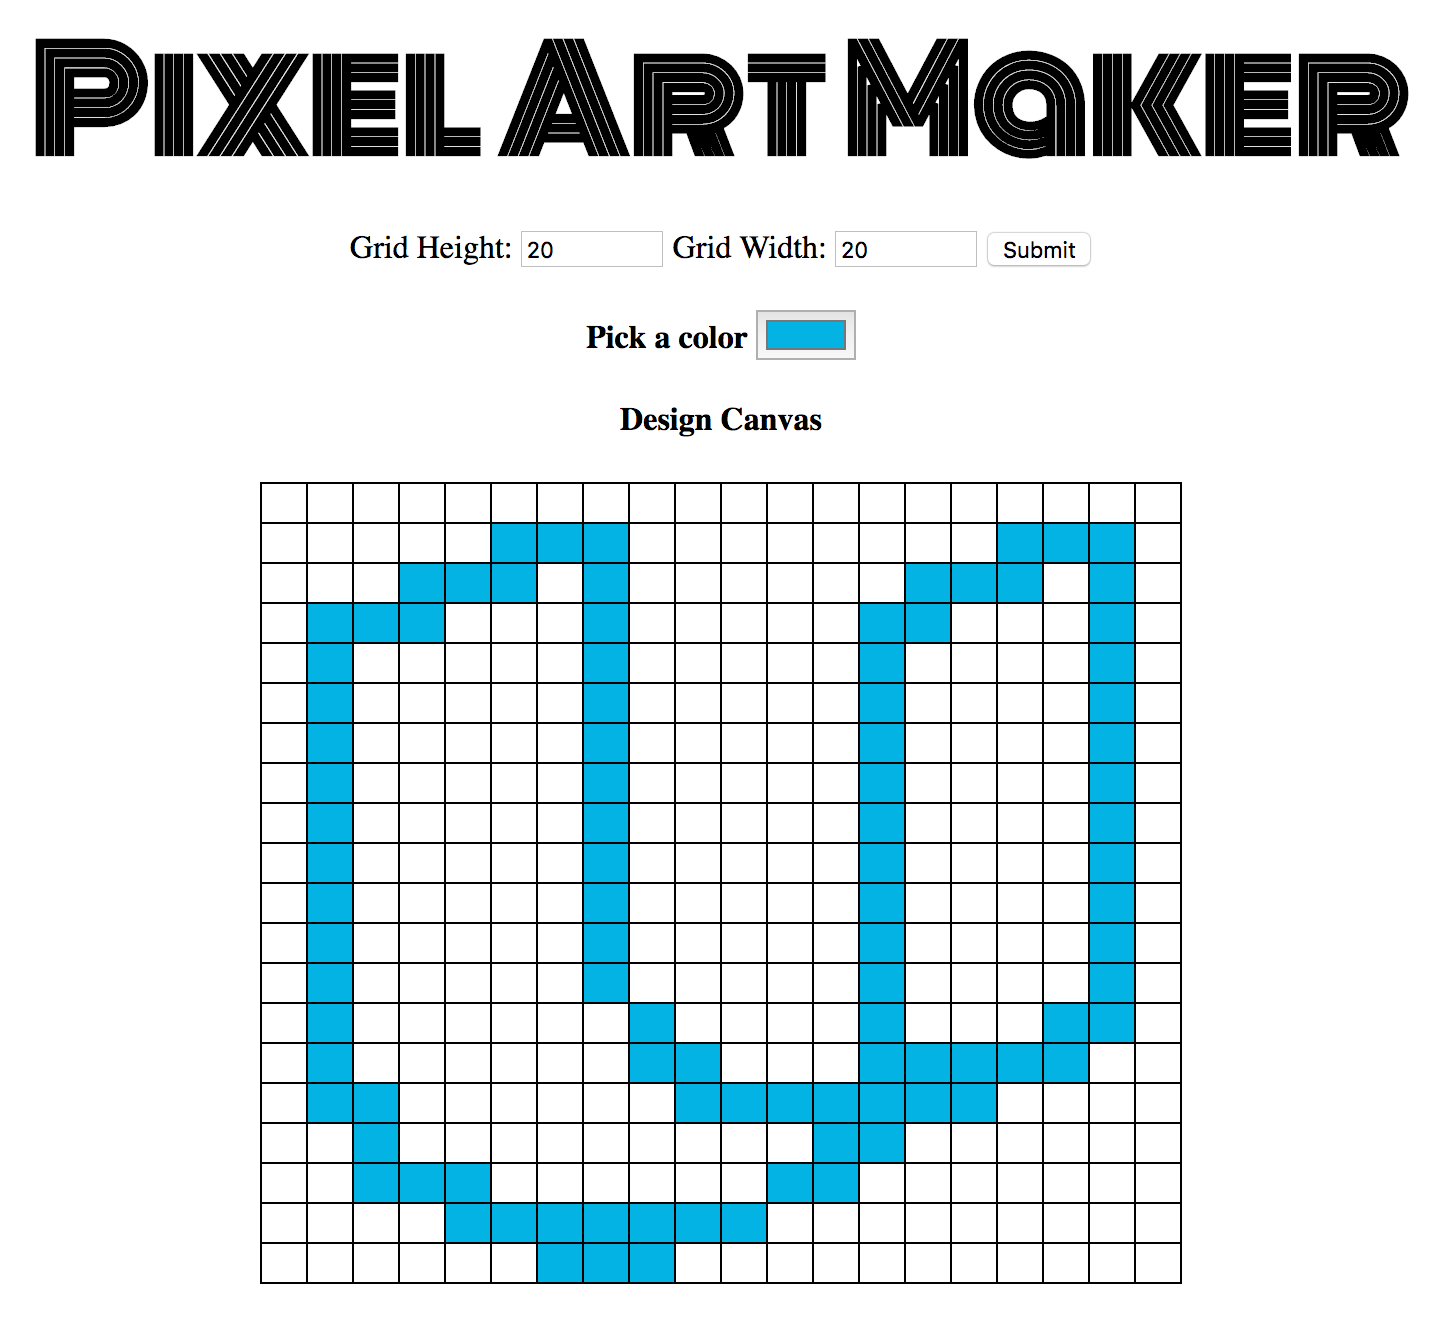 Pixel Art Maker
Grid Height: 20 Grid Width: 20 Submit
Pick a color
Design Canvas